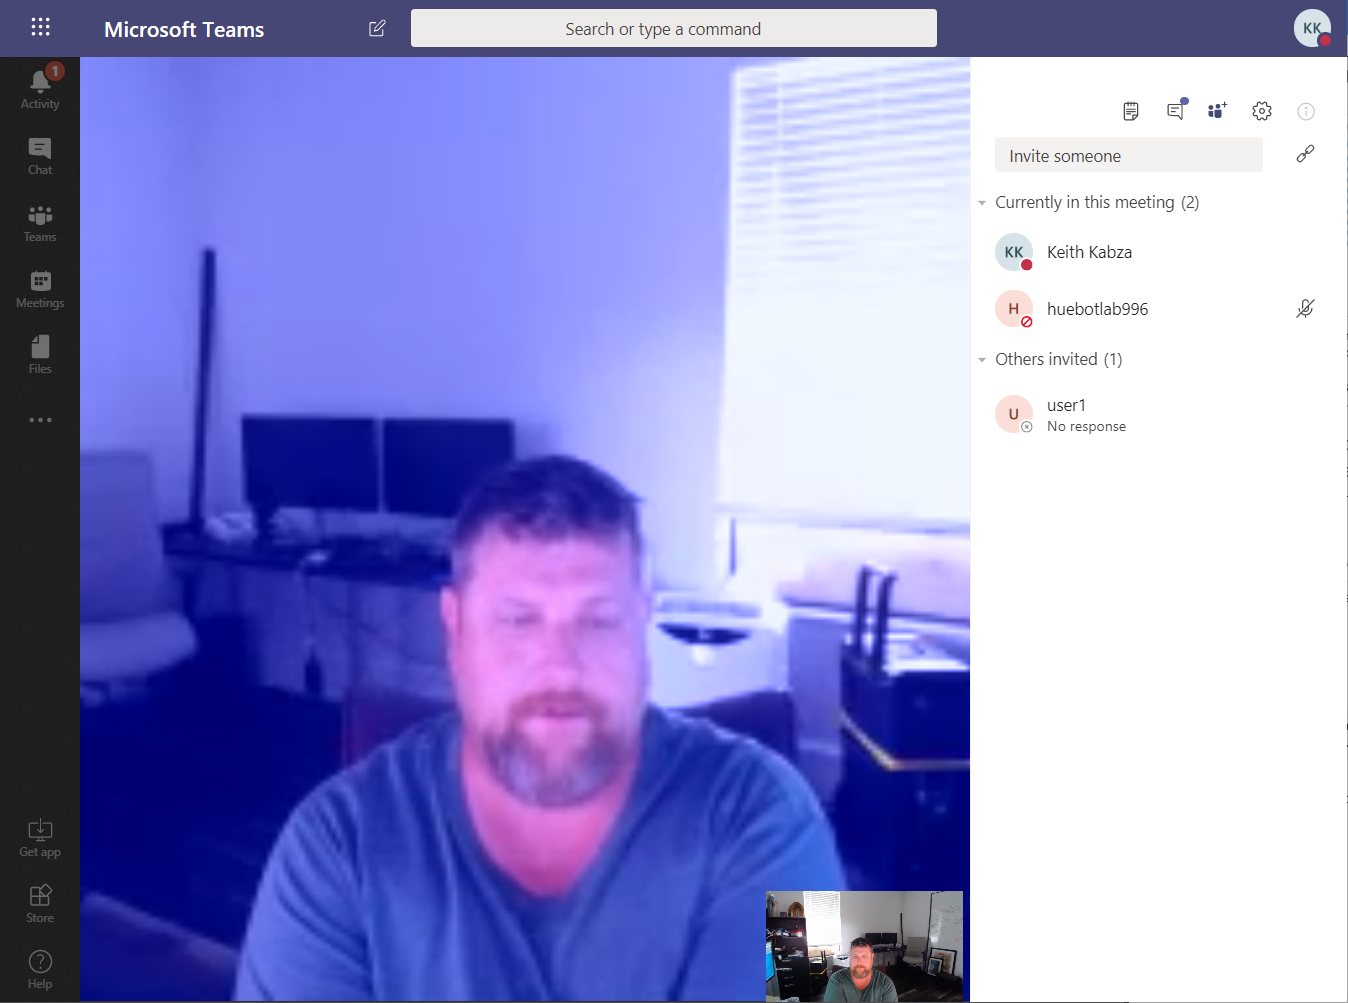 Microsoft Teams
Search or type a command
KK
1
Activity
Chat
Teams
Meetings
Files
Get app
Store
Help
Invite someone
Currently in this meeting (2)
KK
Keith Kabza
H
huebotlab996
Others invited (1)
U
user1
No response